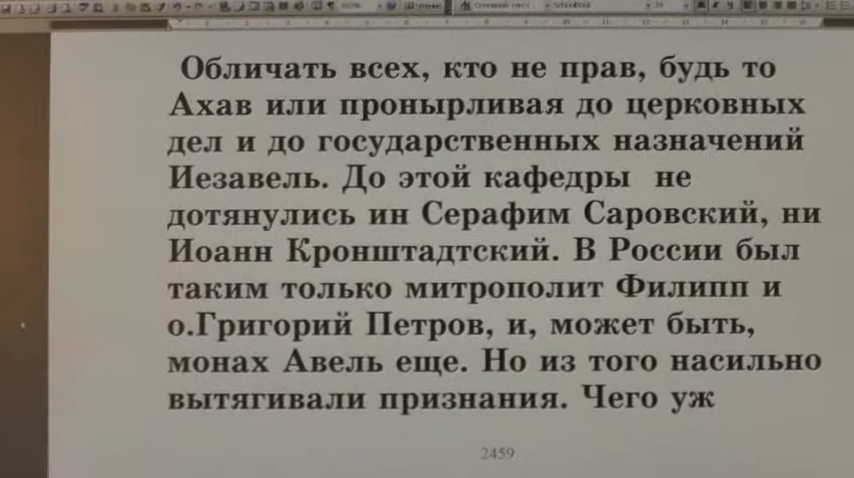 Обличать всех, кто не прав, будь то
Ахав или пронырливая до церковных
дел и до государственных назначений
Иезавель. До этой кафедры не
дотянулись ин Серафим Саровский, ни
Иоанн Кронштадтский. В России был
таким только митрополит Филипп и
о.Григорий Петров, и, может быть,
монах Авель еще. Но из того насильно
вытягивали признания. Чего уж
2459